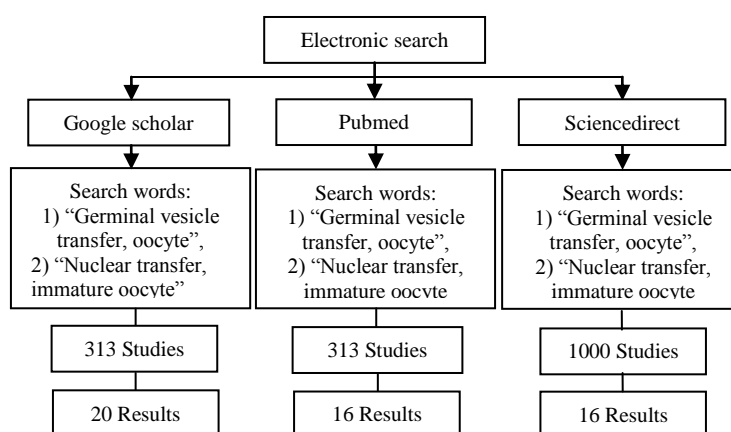 Electronic search
Google scholar
Pubmed
Sciencedirect
Search words:
1) “Germinal vesicle
transfer, oocyte”,
2) “Nuclear transfer,
immature oocyte”
Search words:
1) “Germinal vesicle
transfer, oocyte”,
2) “Nuclear transfer,
immature oocyte
Search words:
1) “Germinal vesicle
transfer, oocyte”,
2) “Nuclear transfer,
immature oocyte
313 Studies
313 Studies
1000 Studies
20 Results
16 Results
16 Results